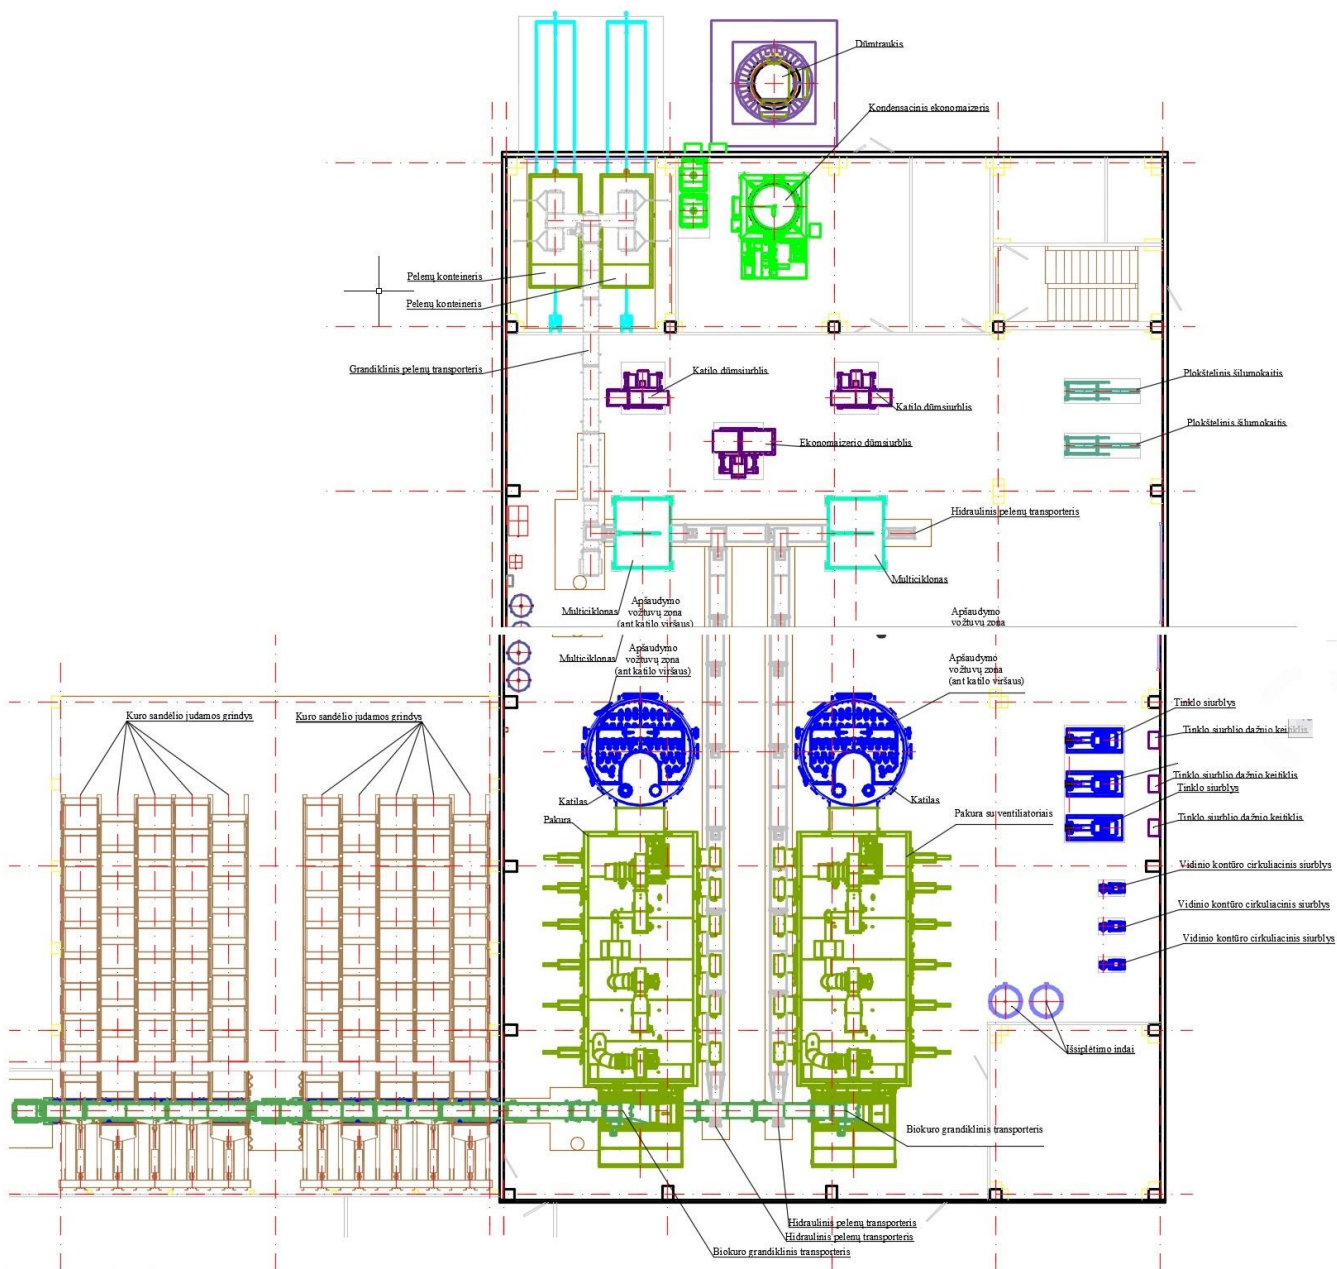 Dūmtraukis
Kondensacinis ekonomaizeris
Pelenų konteineris
Pelenų konteineris
Grandiklinis pelenų transporteris
Katilo dūmsiurblis
Katilo dūmsiurblis
Plokštelinis šilumokaitis
Plokštelinis šilumokaitis
Ekonomaizerio dūmsiurblis
Hidraulinis pelenų transporteris
Multiciklonas
Multiciklonas
Apšaudymo
vožtuvų zona
(ant katilo viršaus)
Apšaudymo
vožtuvų zona
Multiciklonas
Apšaudymo
vožtuvų zona
(ant katilo viršaus)
Apšaudymo
vožtuvų zona
(ant katilo viršaus)
Kuro sandėlio judamos grindys
Kuro sandėlio judamos grindys
Tinklo siurblys
Tinklo siurblio dažnio keitiklis
Tinklo siurblio dažnio keitiklis
Tinklo siurblys
Tinklo siurblio dažnio keitiklis
Katilas
Katilas
Pakura
Pakura su ventiliatoriais
Vidinio kontūro cirkuliacinis siurblys
Vidinio kontūro cirkuliacinis siurblys
Vidinio kontūro cirkuliacinis siurblys
Išsiplėtimo indai
Biokuro grandiklinis transporteris
Hidraulinis pelenų transporteris
Hidraulinis pelenų transporteris
Biokuro grandiklinis transporteris